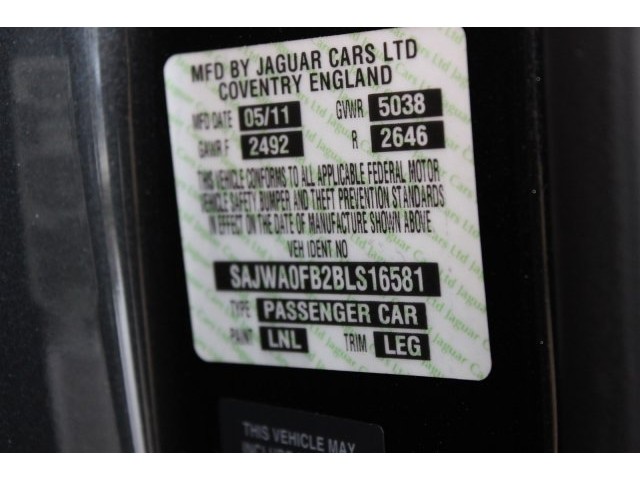 MFD BY JAGUAR CARS LTD
COVENTRY ENGLAND
MFD DATE 05/11 GVWR 5038
GAWR F 2492 R 2646
THIS VEHICLE CONFORMS TO ALL APPLICABLE FEDERAL MOTOR
VEHICLE SAFETY BUMPER AND THEFT PREVENTION STANDARDS
IN EFFECT ON THE DATE OF MANUFACTURE SHOWN ABOVE
VEH IDENT NO
SAJWA0FB2BLS16581
TYPE PASSENGER CAR
PAINT LNL TRIM LEG
THIS VEHICLE MAY